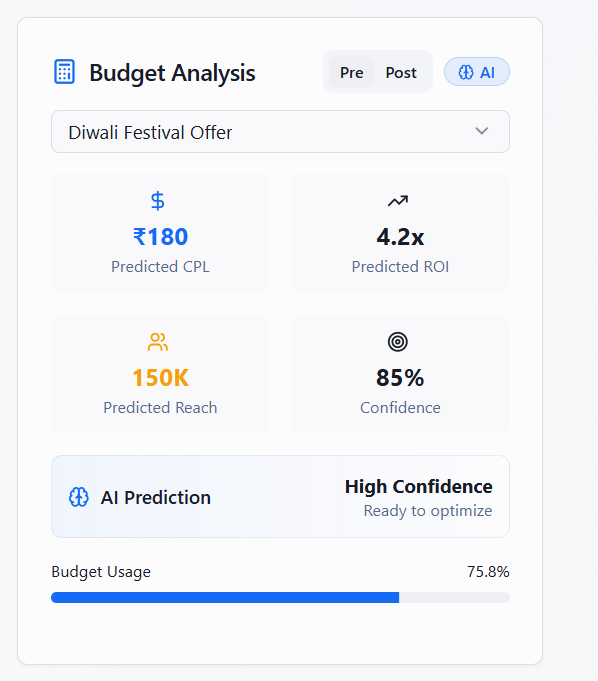 Budget Analysis
Pre
Post
AI
Diwali Festival Offer
₹180
Predicted CPL
4.2x
Predicted ROI
150K
Predicted Reach
85%
Confidence
AI Prediction
High Confidence
Ready to optimize
Budget Usage
75.8%